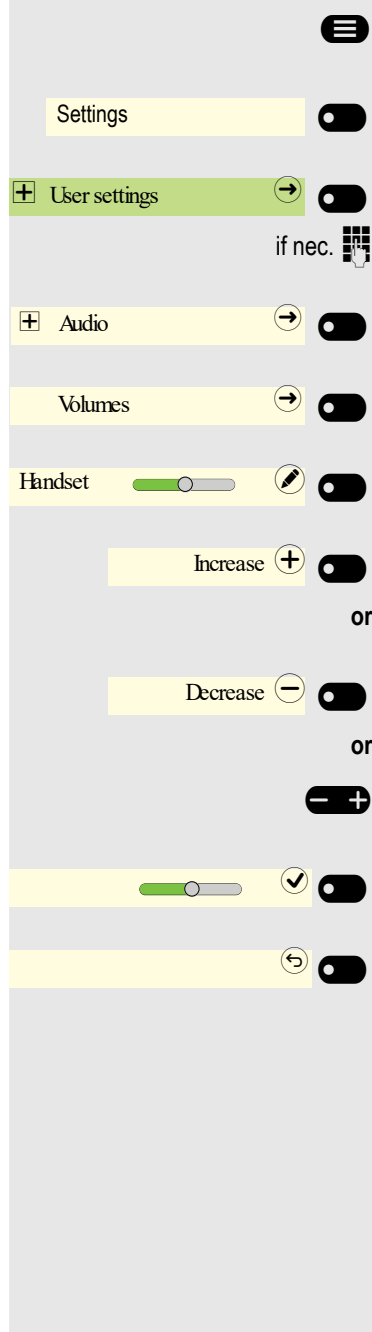 Settings
User settings
if nec.
Audio
Volumes
Handset
Increase
or
Decrease
or